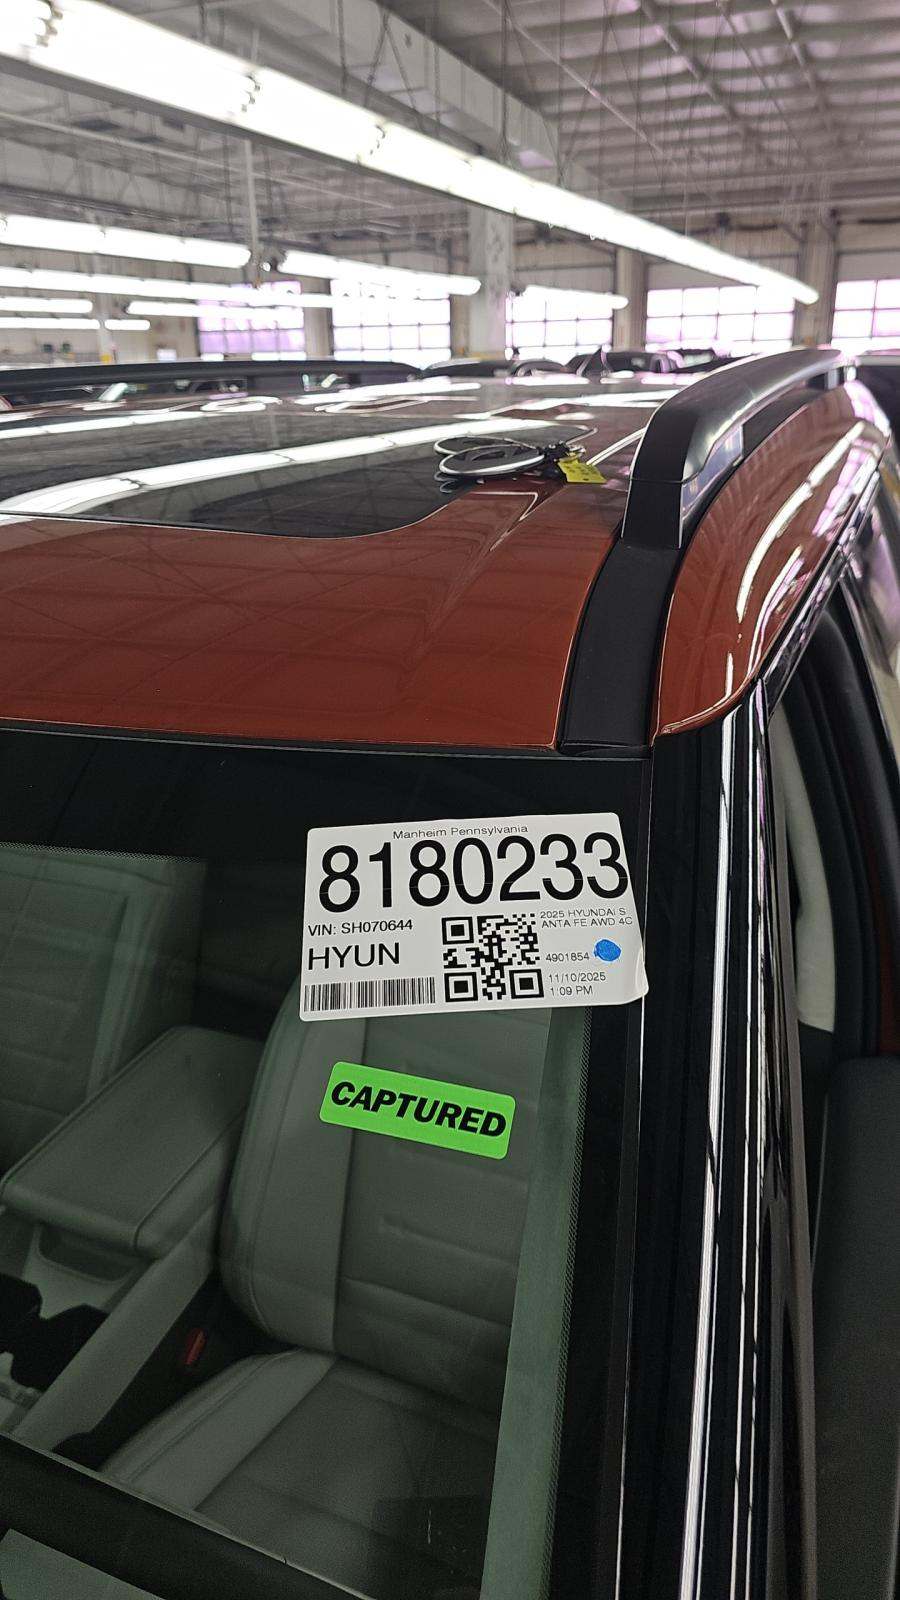 Manheim Pennsylvania
8180233
VIN: SH070644
HYUN
2025 HYUNDAI S
ANTA FE AWD 4C
4901854
11/10/2025
1:09 PM
CAPTURED